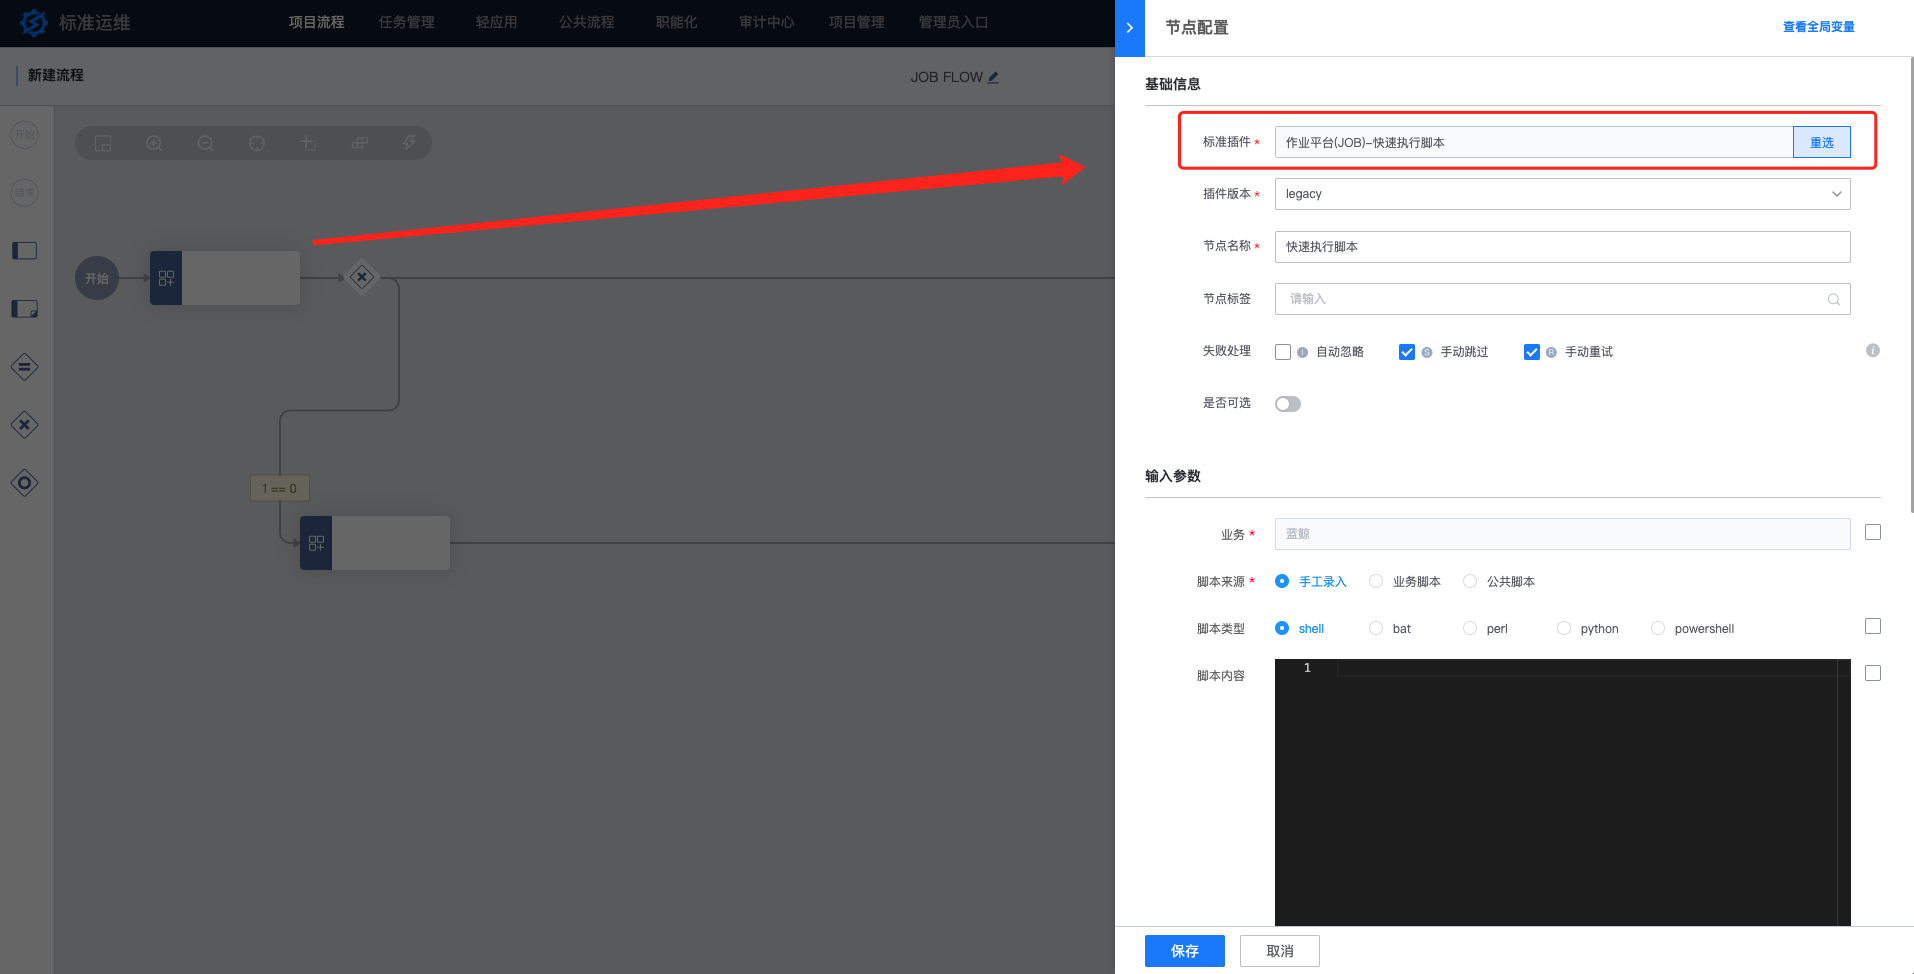 标准运维
项目流程 任务管理 轻应用 公共流程 职能化 审计中心 项目管理 管理员入口
新建流程
JOB FLOW
开始
结束
开始
1 == 0
节点配置
查看全局变量
基础信息
标准插件 * 作业平台(JOB)-快速执行脚本 重选
插件版本 * legacy
节点名称 * 快速执行脚本
节点标签 请输入
失败处理 I 自动忽略 S 手动跳过 R 手动重试
是否可选
输入参数
业务 * 蓝鲸
脚本来源 * 手工录入 业务脚本 公共脚本
脚本类型 shell bat perl python powershell
脚本内容 1
保存 取消